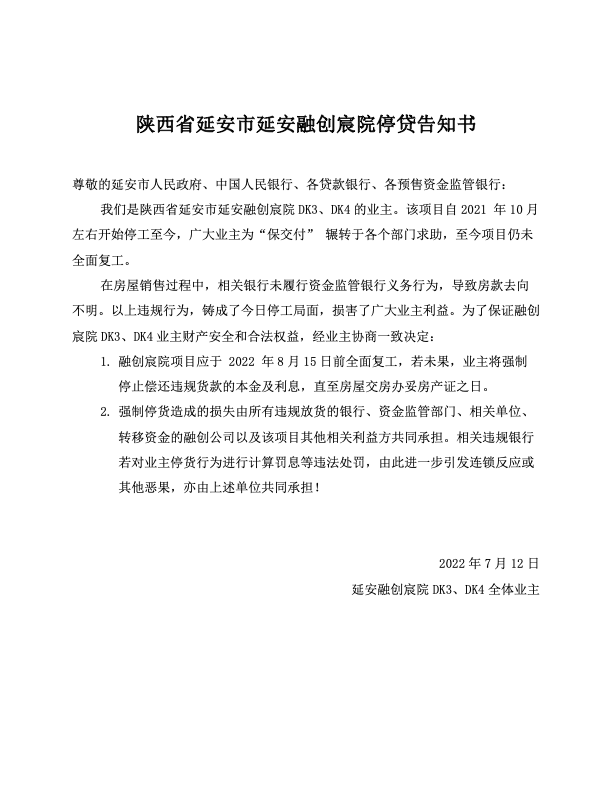 陕西省延安市延安融创宸院停贷告知书
尊敬的延安市人民政府、中国人民银行、各贷款银行、各预售资金监管银行：
我们是陕西省延安市延安融创宸院 DK3、DK4 的业主。该项目自 2021 年 10 月
左右开始停工至今，广大业主为“保交付” 辗转于各个部门求助，至今项目仍未
全面复工。
在房屋销售过程中，相关银行未履行资金监管银行义务行为，导致房款去向
不明。以上违规行为，铸成了今日停工局面，损害了广大业主利益。为了保证融创
宸院 DK3、DK4 业主财产安全和合法权益，经业主协商一致决定：
1. 融创宸院项目应于 2022 年 8 月 15 日前全面复工，若未果，业主将强制
停止偿还违规货款的本金及利息，直至房屋交房办妥房产证之日。
2. 强制停货造成的损失由所有违规放货的银行、资金监管部门、相关单位、
转移资金的融创公司以及该项目其他相关利益方共同承担。相关违规银行
若对业主停货行为进行计算罚息等违法处罚，由此进一步引发连锁反应或
其他恶果，亦由上述单位共同承担！
2022 年 7 月 12 日
延安融创宸院 DK3、DK4 全体业主